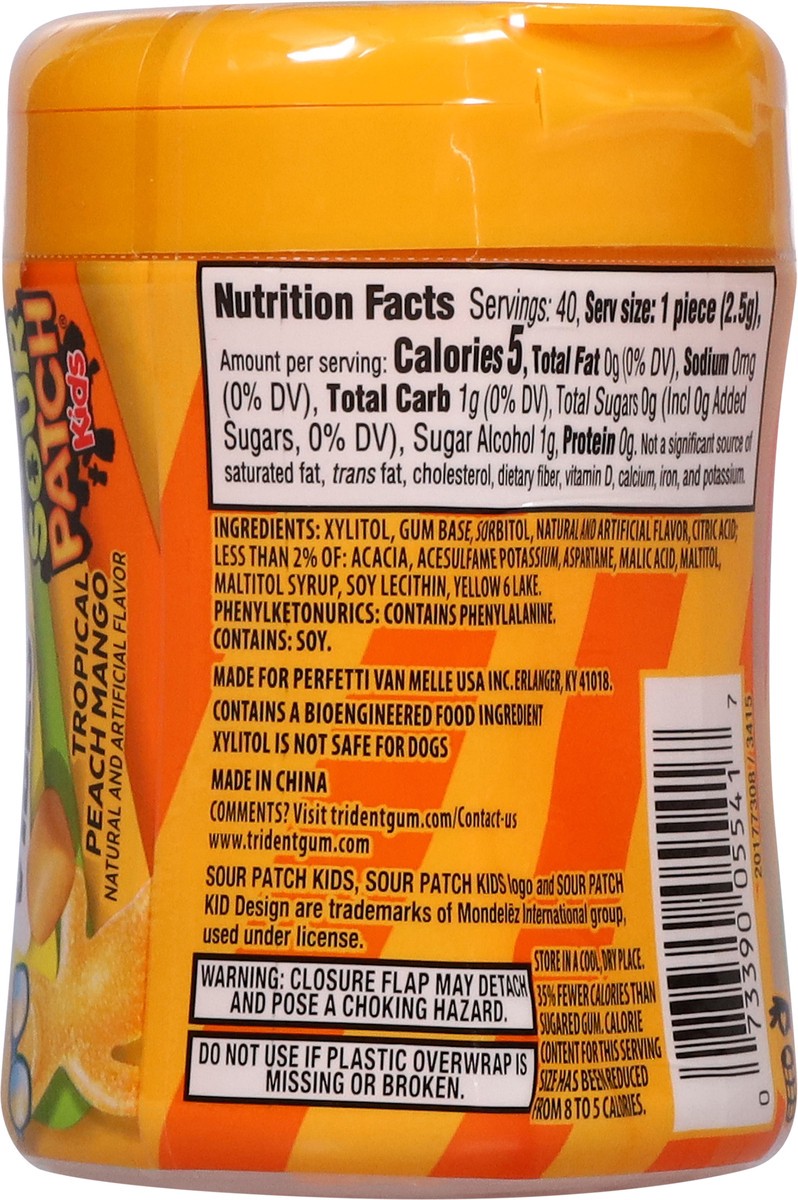 SOUR
PATCH
Kids
TROPICAL
PEACH MANGO
NATURAL AND ARTIFICIAL FLAVOR
Nutrition Facts Servings: 40, Serv size: 1 piece (2.5g),
Amount per serving: Calories 5, Total Fat 0g (0% DV), Sodium 0mg
(0% DV), Total Carb 1g (0% DV), Total Sugars 0g (Incl 0g Added
Sugars, 0% DV), Sugar Alcohol 1g, Protein 0g. Not a significant source of
saturated fat, trans fat, cholesterol, dietary fiber, vitamin D, calcium, iron, and potassium.
INGREDIENTS: XYLITOL, GUM BASE, SORBITOL, NATURAL AND ARTIFICIAL FLAVOR, CITRIC ACID;
LESS THAN 2% OF: ACACIA, ACESULFAME POTASSIUM, ASPARTAME, MALIC ACID, MALTITOL,
MALTITOL SYRUP, SOY LECITHIN, YELLOW 6 LAKE.
PHENYLKETONURICS: CONTAINS PHENYLALANINE.
CONTAINS: SOY.
MADE FOR PERFETTI VAN MELLE USA INC. ERLANGER, KY 41018.
CONTAINS A BIOENGINEERED FOOD INGREDIENT
XYLITOL IS NOT SAFE FOR DOGS
MADE IN CHINA
COMMENTS? Visit tridentgum.com/Contact-us
www.tridentgum.com
SOUR PATCH KIDS, SOUR PATCH KIDS logo and SOUR PATCH
KID Design are trademarks of Mondelēz International group,
used under license.
WARNING: CLOSURE FLAP MAY DETACH
AND POSE A CHOKING HAZARD.
DO NOT USE IF PLASTIC OVERWRAP IS
MISSING OR BROKEN.
STORE IN A COOL, DRY PLACE.
35% FEWER CALORIES THAN
SUGARED GUM. CALORIE
CONTENT FOR THIS SERVING
SIZE HAS BEEN REDUCED
FROM 8 TO 5 CALORIES.
0 73390 05541 7
20177308 / 3415